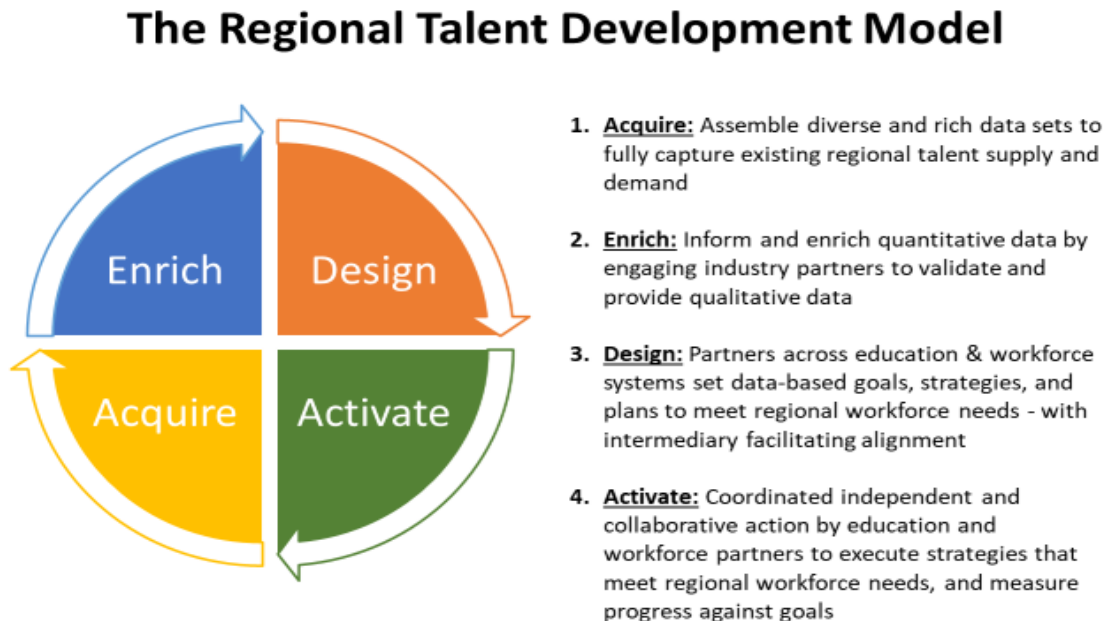 The Regional Talent Development Model
Enrich
Design
Acquire
Activate
1. Acquire: Assemble diverse and rich data sets to
fully capture existing regional talent supply and
demand
2. Enrich: Inform and enrich quantitative data by
engaging industry partners to validate and
provide qualitative data
3. Design: Partners across education & workforce
systems set data-based goals, strategies, and
plans to meet regional workforce needs - with
intermediary facilitating alignment
4. Activate: Coordinated independent and
collaborative action by education and
workforce partners to execute strategies that
meet regional workforce needs, and measure
progress against goals